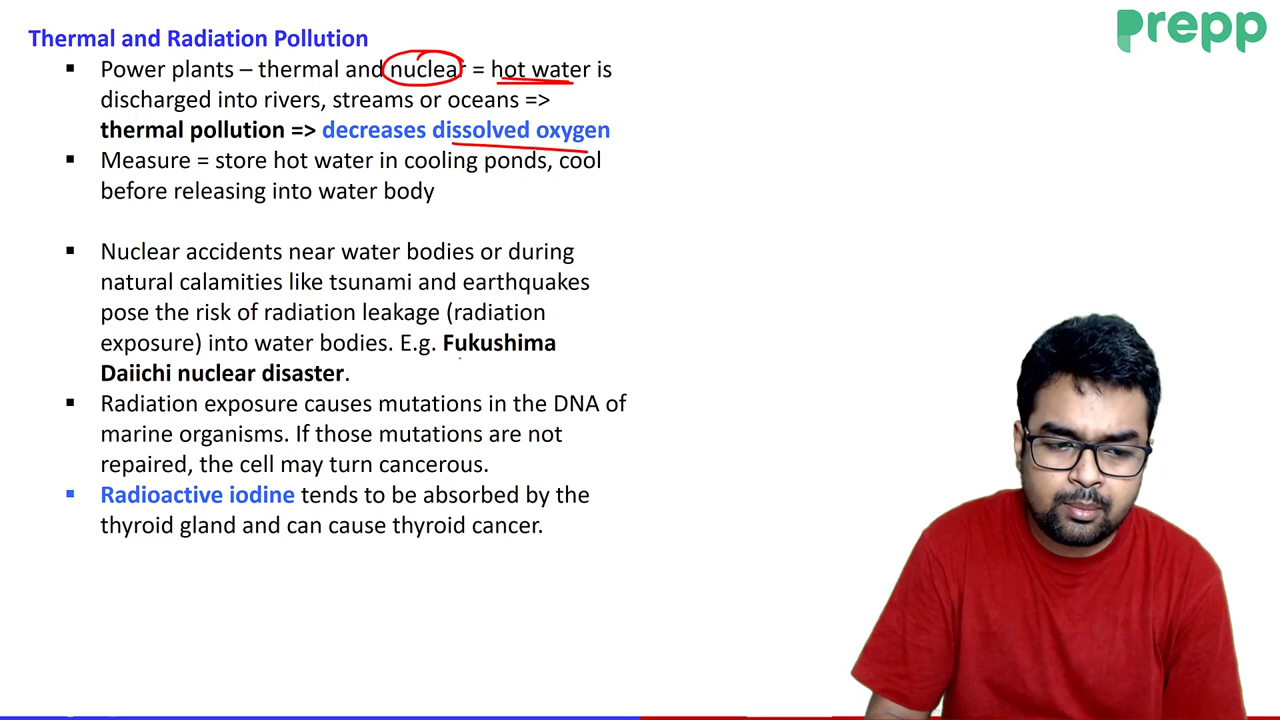 prepp
Thermal and Radiation Pollution
▪ Power plants – thermal and nuclear = hot water is
discharged into rivers, streams or oceans =>
thermal pollution => decreases dissolved oxygen
▪ Measure = store hot water in cooling ponds, cool
before releasing into water body
▪ Nuclear accidents near water bodies or during
natural calamities like tsunami and earthquakes
pose the risk of radiation leakage (radiation
exposure) into water bodies. E.g. Fukushima
Daiichi nuclear disaster.
▪ Radiation exposure causes mutations in the DNA of
marine organisms. If those mutations are not
repaired, the cell may turn cancerous.
▪ Radioactive iodine tends to be absorbed by the
thyroid gland and can cause thyroid cancer.